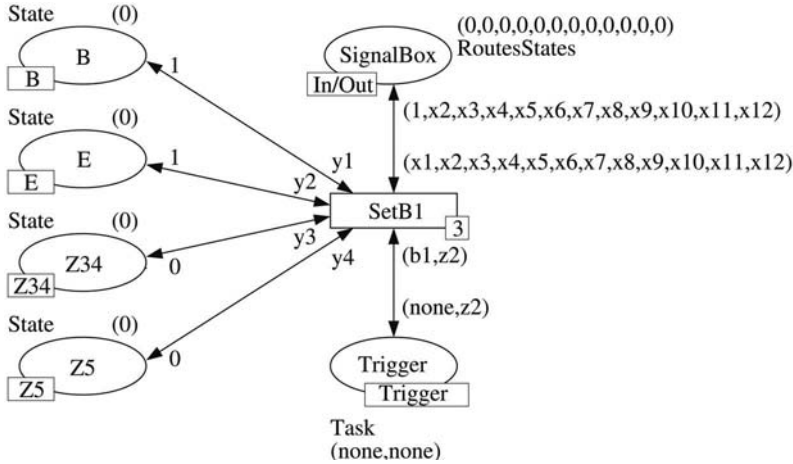 State (0)
B
B
1
State (0)
E
E
1
State (0)
Z34
Z34
0
State (0)
Z5
Z5
0
y1
y2
y3
y4
(0,0,0,0,0,0,0,0,0,0,0,0)
RoutesStates
SignalBox
In/Out
(1,x2,x3,x4,x5,x6,x7,x8,x9,x10,x11,x12)
(x1,x2,x3,x4,x5,x6,x7,x8,x9,x10,x11,x12)
SetB1
3
(b1,z2)
(none,z2)
Trigger
Trigger
Task
(none,none)